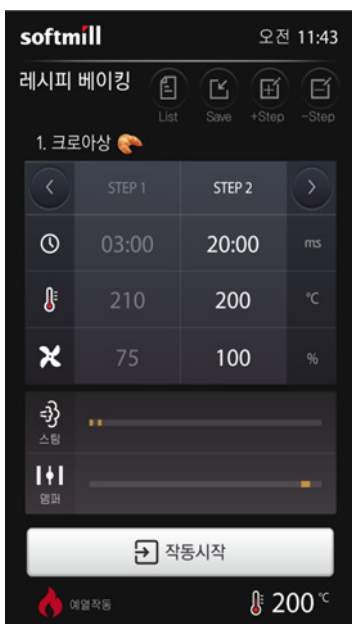 softmill 오전 11:43
레시피 베이킹
List Save +Step -Step
1. 크로아상
STEP 1 STEP 2
03:00 20:00 ms
210 200 °C
75 100 %
스팀
댐퍼
작동시작
예열작동 200 °C